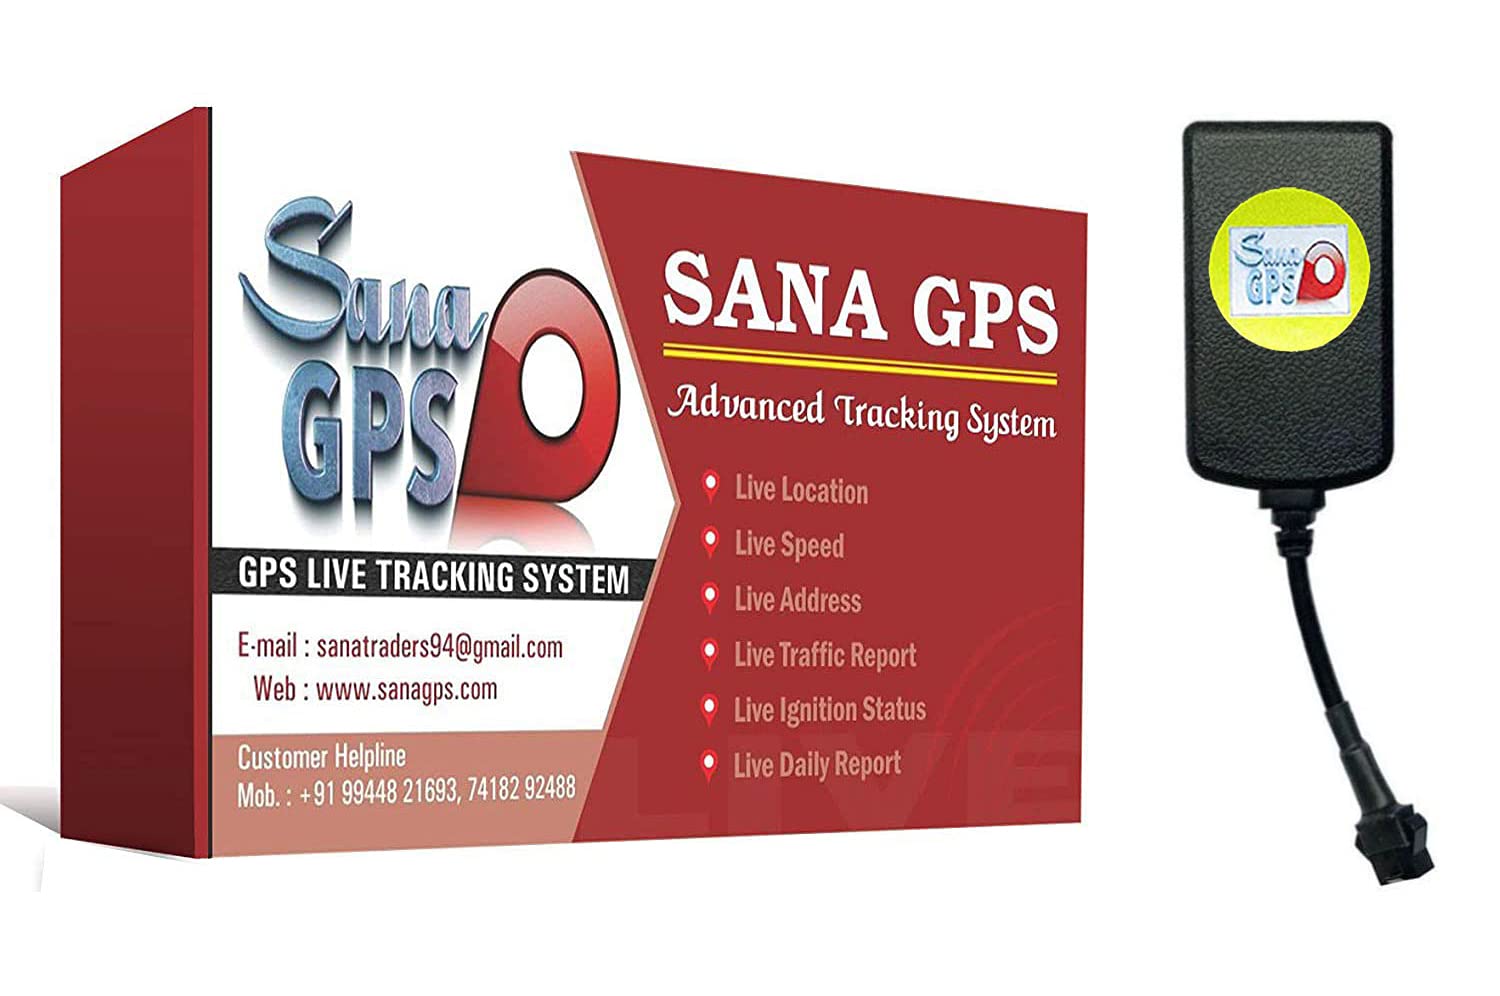 Sana
GPS
GPS LIVE TRACKING SYSTEM
E-mail : sanatraders94@gmail.com
Web : www.sanagps.com
Customer Helpline
Mob. : +91 99448 21693, 74182 92488
SANA GPS
Advanced Tracking System
Live Location
Live Speed
Live Address
Live Traffic Report
Live Ignition Status
Live Daily Report
LIVE
Sana
GPS